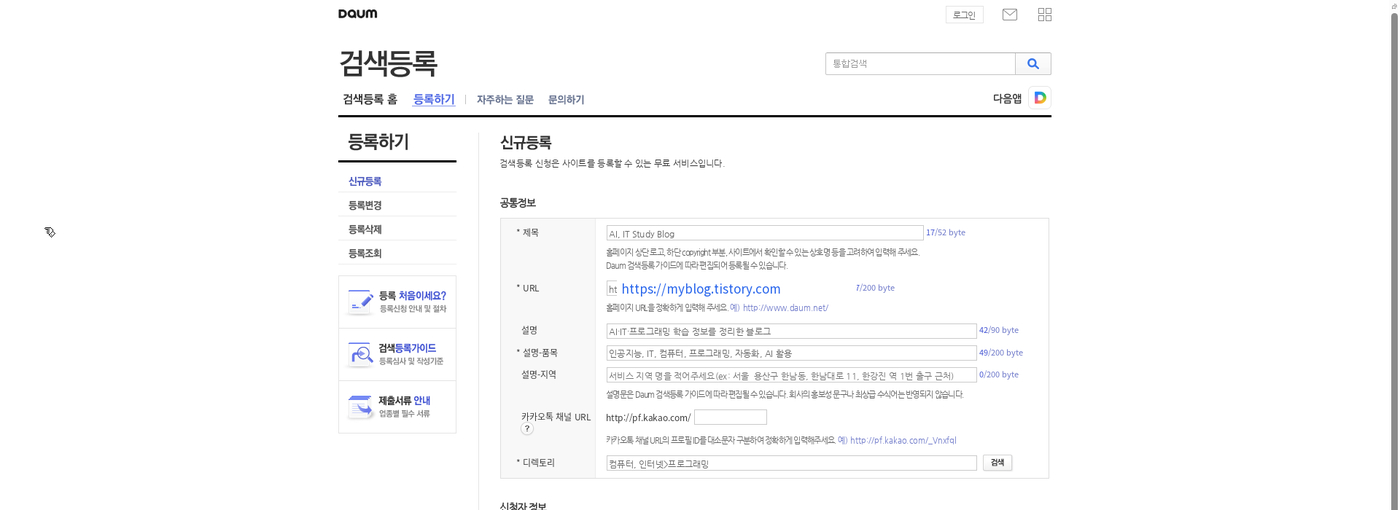 Daum
로그인
검색등록
통합검색
검색등록 홈 등록하기 자주하는 질문 문의하기
다음앱
등록하기
신규등록
등록변경
등록삭제
등록조회
등록 처음이세요?
등록신청 안내 및 절차
검색등록가이드
등록심사 및 작성기준
제출서류 안내
업종별 필수 서류
신규등록
검색등록 신청은 사이트를 등록할 수 있는 무료 서비스입니다.
공통정보
* 제목 AI, IT Study Blog 17/52 byte
홈페이지 상단 로고, 하단 copyright 부분, 사이트에서 확인할 수 있는 상호명 등을 고려하여 입력해 주세요.
Daum 검색등록 가이드에 따라 편집되어 등록될 수 있습니다.
* URL ht https://myblog.tistory.com 7/200 byte
홈페이지 URL을 정확하게 입력해 주세요. 예) http://www.daum.net/
설명 AI·IT·프로그래밍 학습 정보를 정리한 블로그 42/90 byte
* 설명-품목 인공지능, IT, 컴퓨터, 프로그래밍, 자동화, AI 활용 49/200 byte
설명-지역 서비스 지역 명을 적어주세요.(ex: 서울 용산구 한남동, 한남대로 11, 한강진 역 1번 출구 근처) 0/200 byte
설명문은 Daum 검색등록 가이드에 따라 편집될 수 있습니다. 회사의 홍보성 문구나 최상급 수식어는 반영되지 않습니다.
카카오톡 채널 URL http://pf.kakao.com/
?
카카오톡 채널 URL의 프로필 ID를 대소문자 구분하여 정확하게 입력해주세요. 예) http://pf.kakao.com/_Vnxfql
* 디렉토리 컴퓨터, 인터넷>프로그래밍 검색
신청자 정보